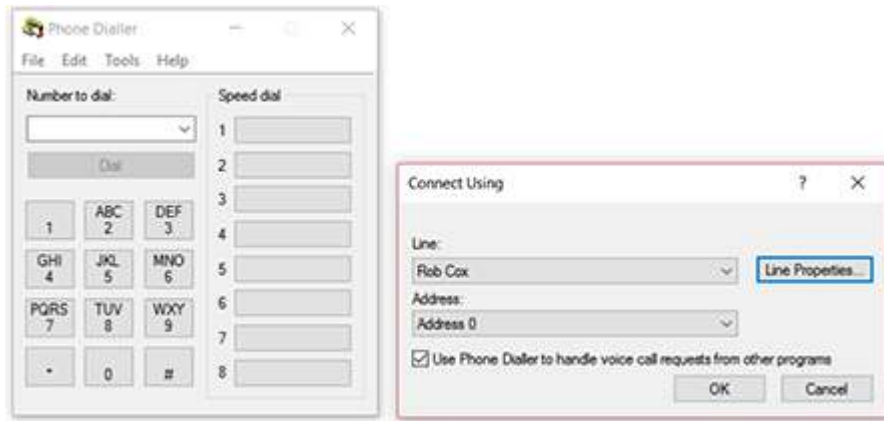 Phone Dialler
File Edit Tools Help
Number to dial:
Dial
1
ABC
2
DEF
3
GHI
4
JKL
5
MNO
6
PQRS
7
TUV
8
WXY
9
*
0
#
Speed dial
1
2
3
4
5
6
7
8
Connect Using
?
Line:
Rob Cox
Line Properties...
Address:
Address 0
Use Phone Dialler to handle voice call requests from other programs
OK
Cancel